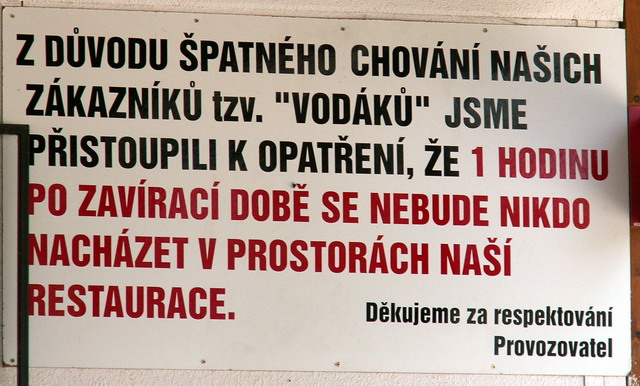 Z DŮVODU ŠPATNÉHO CHOVÁNÍ NAŠICH
ZÁKAZNÍKŮ tzv. "VODÁKŮ" JSME
PŘISTOUPILI K OPATŘENÍ, ŽE 1 HODINU
PO ZAVÍRACÍ DOBĚ SE NEBUDE NIKDO
NACHÁZET V PROSTORÁCH NAŠÍ
RESTAURACE.
Děkujeme za respektování
Provozovatel